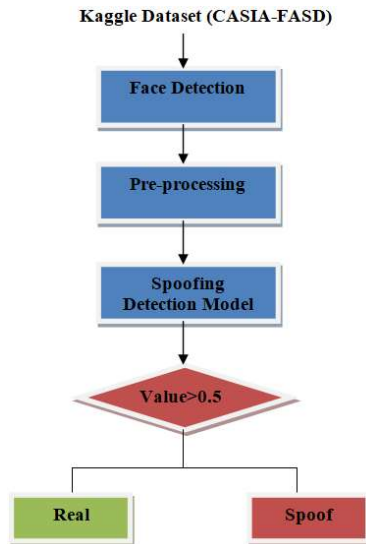 Kaggle Dataset (CASIA-FASD)
Face Detection
Pre-processing
Spoofing
Detection Model
Value>0.5
Real
Spoof